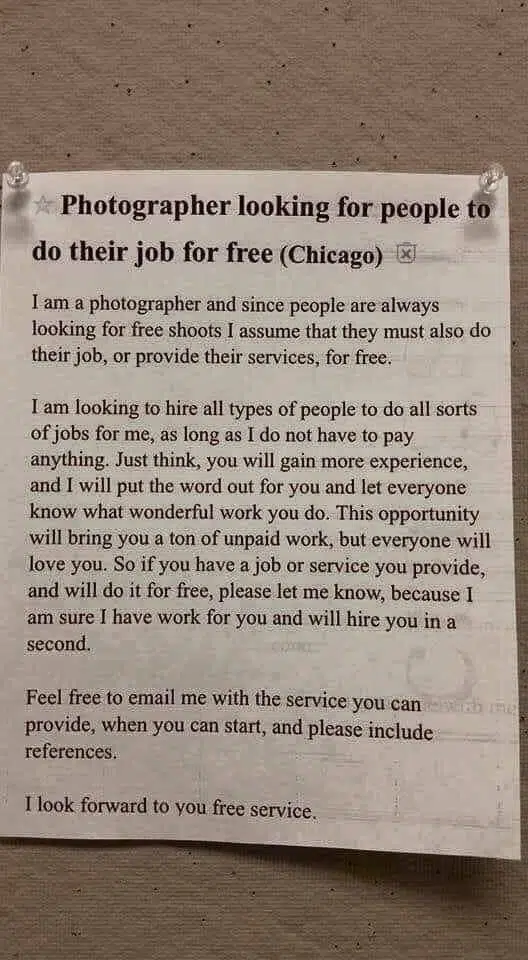 Photographer looking for people to
do their job for free (Chicago)
I am a photographer and since people are always
looking for free shoots I assume that they must also do
their job, or provide their services, for free.
I am looking to hire all types of people to do all sorts
of jobs for me, as long as I do not have to pay
anything. Just think, you will gain more experience,
and I will put the word out for you and let everyone
know what wonderful work you do. This opportunity
will bring you a ton of unpaid work, but everyone will
love you. So if you have a job or service you provide,
and will do it for free, please let me know, because I
am sure I have work for you and will hire you in a
second.
Feel free to email me with the service you can
provide, when you can start, and please include
references.
I look forward to you free service.